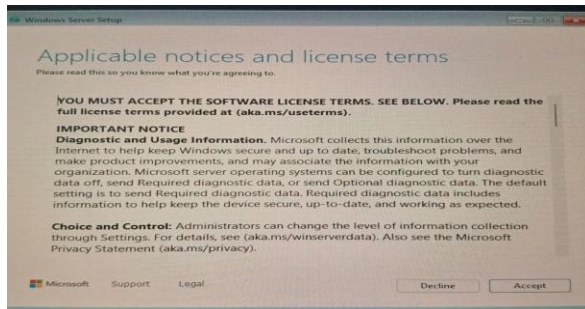 Windows Server Setup
Applicable notices and license terms
Please read this so you know what you're agreeing to.
YOU MUST ACCEPT THE SOFTWARE LICENSE TERMS. SEE BELOW. Please read the
full license terms provided at (aka.ms/useterms).
IMPORTANT NOTICE
Diagnostic and Usage Information. Microsoft collects this information over the
Internet to help keep Windows secure and up to date, troubleshoot problems, and
make product improvements, and may associate the information with your
organization. Microsoft server operating systems can be configured to turn diagnostic
data off, send Required diagnostic data, or send Optional diagnostic data. The default
setting is to send Required diagnostic data. Required diagnostic data includes
information to help keep the device secure, up-to-date, and working as expected.
Choice and Control: Administrators can change the level of information collection
through Settings. For details, see (aka.ms/winserverdata). Also see the Microsoft
Privacy Statement (aka.ms/privacy).
Microsoft Support Legal Decline Accept